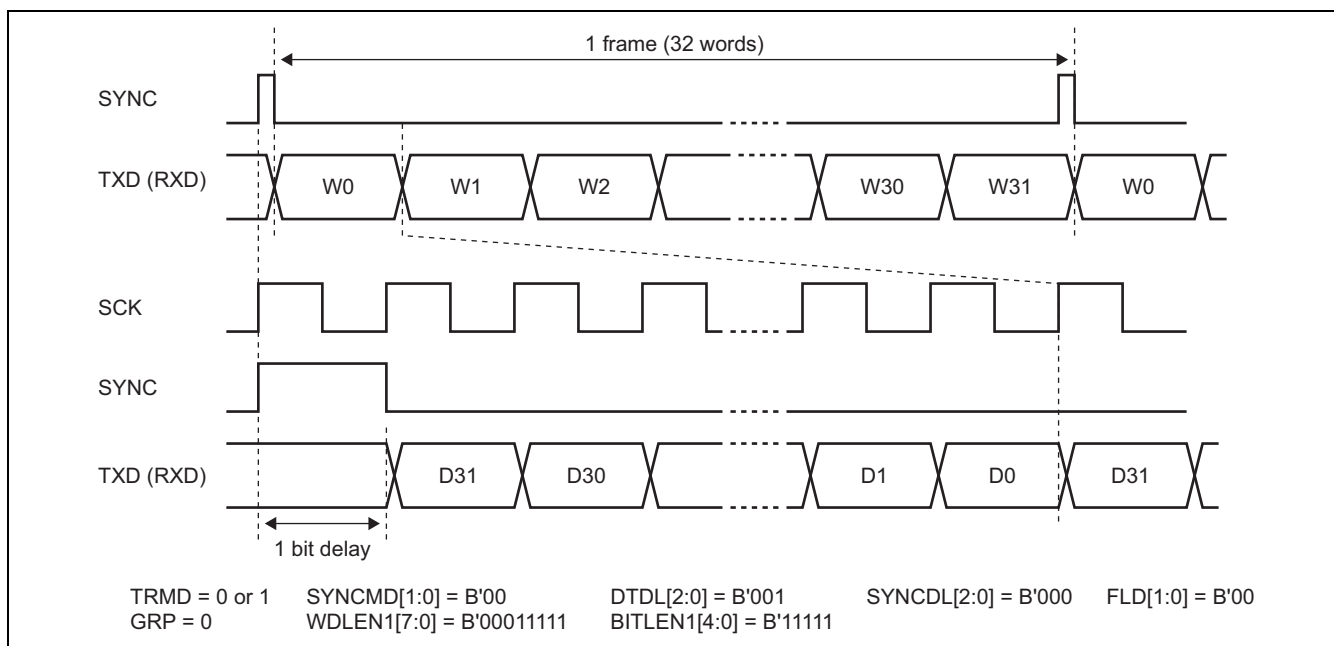 1 frame (32 words)
SYNC
TXD (RXD) W0 W1 W2 W30 W31 W0
SCK
SYNC
TXD (RXD) D31 D30 D1 D0 D31
1 bit delay
TRMD = 0 or 1 SYNCMD[1:0] = B'00 DTDL[2:0] = B'001 SYNCDL[2:0] = B'000 FLD[1:0] = B'00
GRP = 0 WDLEN1[7:0] = B'00011111 BITLEN1[4:0] = B'11111